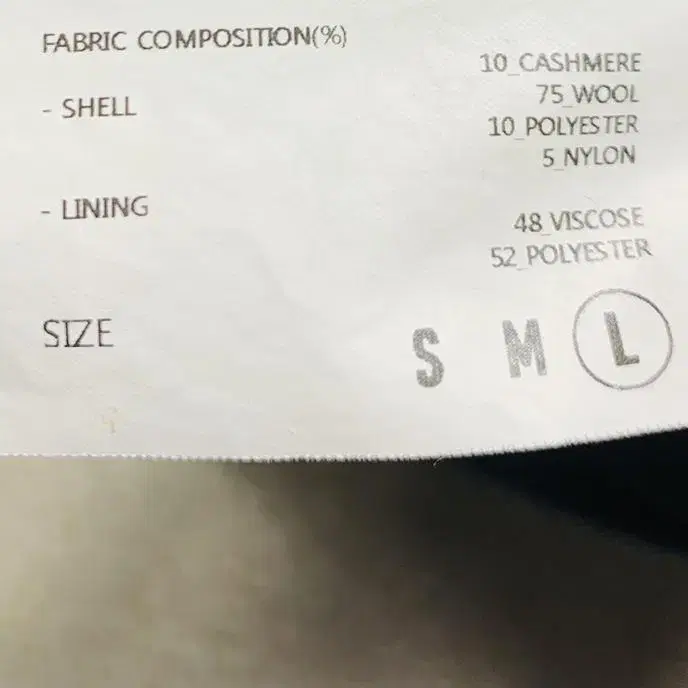 FABRIC COMPOSITION(%)
10_CASHMERE
- SHELL
75_WOOL
10_POLYESTER
5_NYLON
- LINING
48_VISCOSE
52_POLYESTER
SIZE S M L